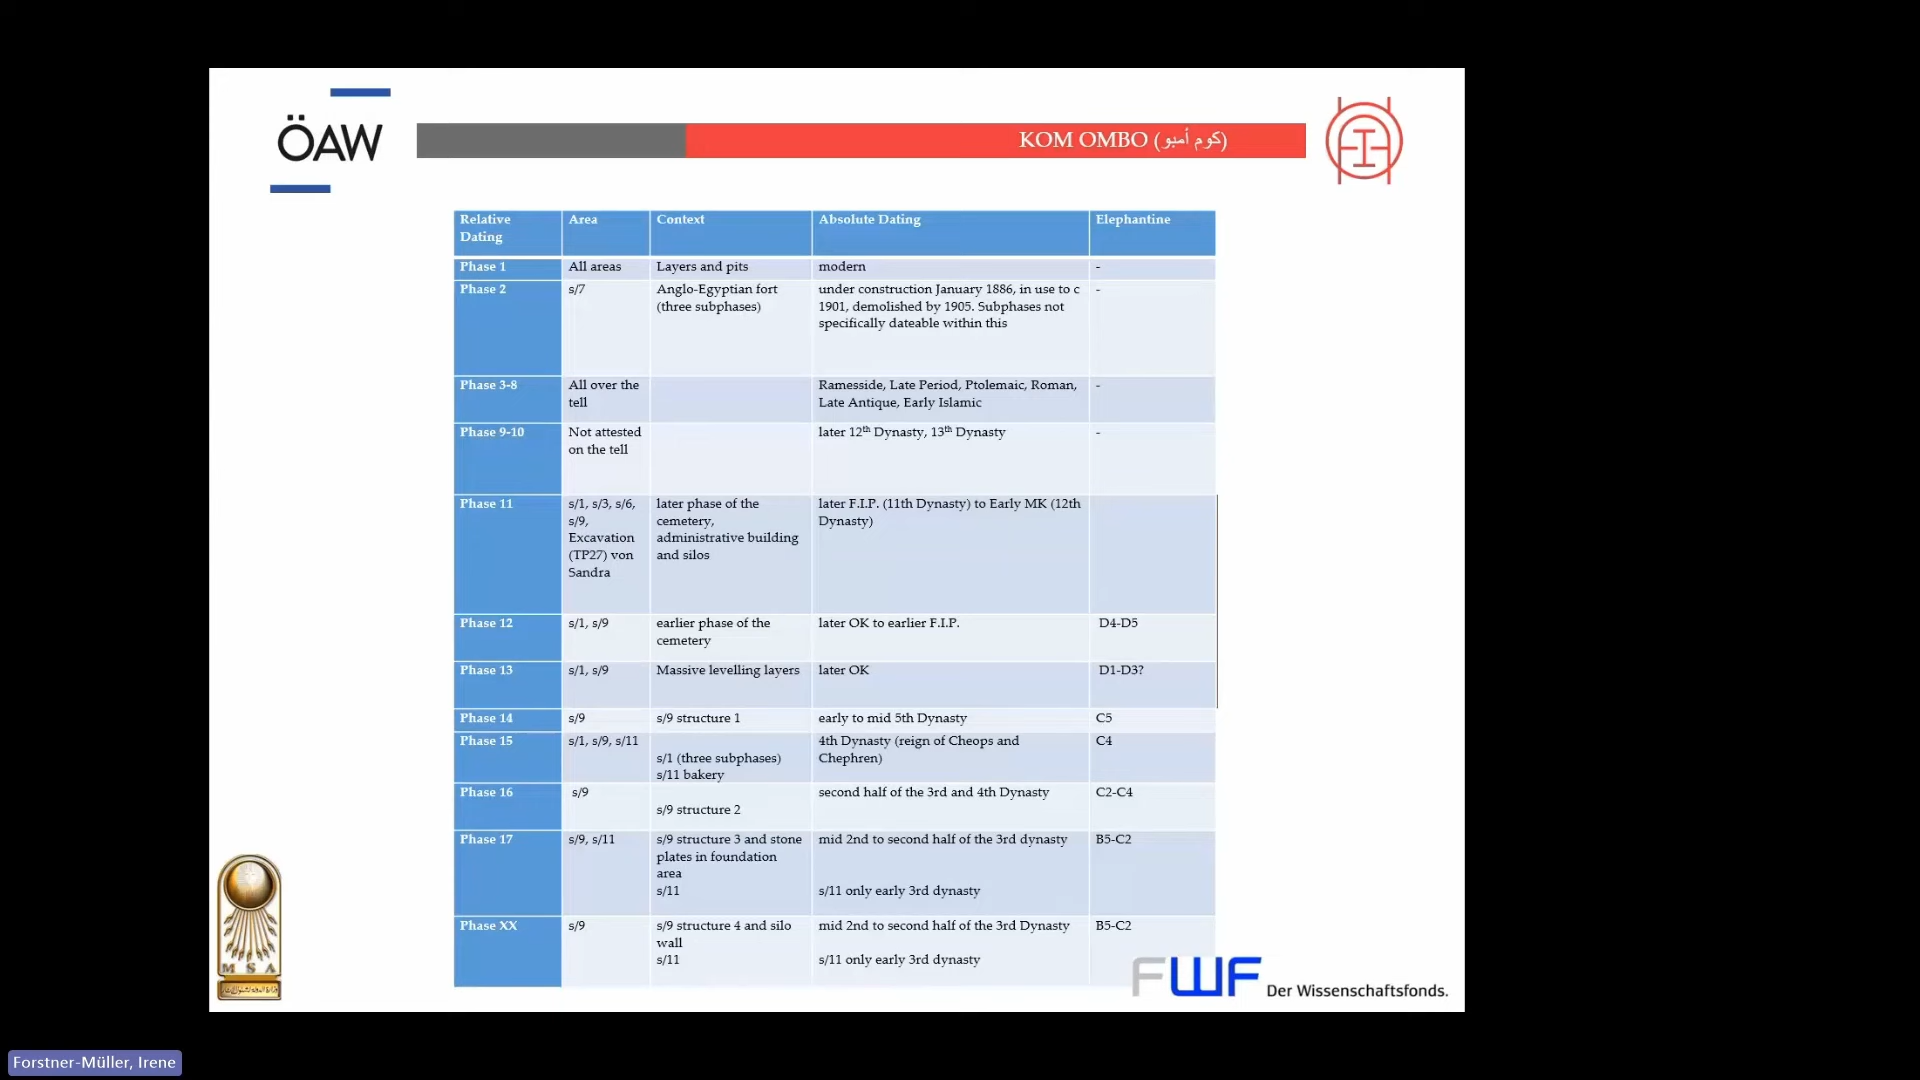 ÖAW
KOM OMBO (كوم أمبو)
Relative Dating
Area
Context
Absolute Dating
Elephantine
Phase 1
All areas
Layers and pits
modern
-
Phase 2
s/7
Anglo-Egyptian fort
(three subphases)
under construction January 1886, in use to c
1901, demolished by 1905. Subphases not
specifically dateable within this
-
Phase 3-8
All over the
tell
Ramesside, Late Period, Ptolemaic, Roman,
Late Antique, Early Islamic
-
Phase 9-10
Not attested
on the tell
later 12th Dynasty, 13th Dynasty
-
Phase 11
s/1, s/3, s/6,
s/9,
Excavation
(TP27) von
Sandra
later phase of the
cemetery,
administrative building
and silos
later F.I.P. (11th Dynasty) to Early MK (12th
Dynasty)
Phase 12
s/1, s/9
earlier phase of the
cemetery
later OK to earlier F.I.P.
D4-D5
Phase 13
s/1, s/9
Massive levelling layers
later OK
D1-D3?
Phase 14
s/9
s/9 structure 1
early to mid 5th Dynasty
C5
Phase 15
s/1, s/9, s/11
s/1 (three subphases)
s/11 bakery
4th Dynasty (reign of Cheops and
Chephren)
C4
Phase 16
s/9
s/9 structure 2
second half of the 3rd and 4th Dynasty
C2-C4
Phase 17
s/9, s/11
s/9 structure 3 and stone
plates in foundation
area
s/11
mid 2nd to second half of the 3rd dynasty
s/11 only early 3rd dynasty
B5-C2
Phase XX
s/9
s/9 structure 4 and silo
wall
s/11
mid 2nd to second half of the 3rd Dynasty
s/11 only early 3rd dynasty
B5-C2
MSA
FWF Der Wissenschaftsfonds.
Forstner-Müller, Irene